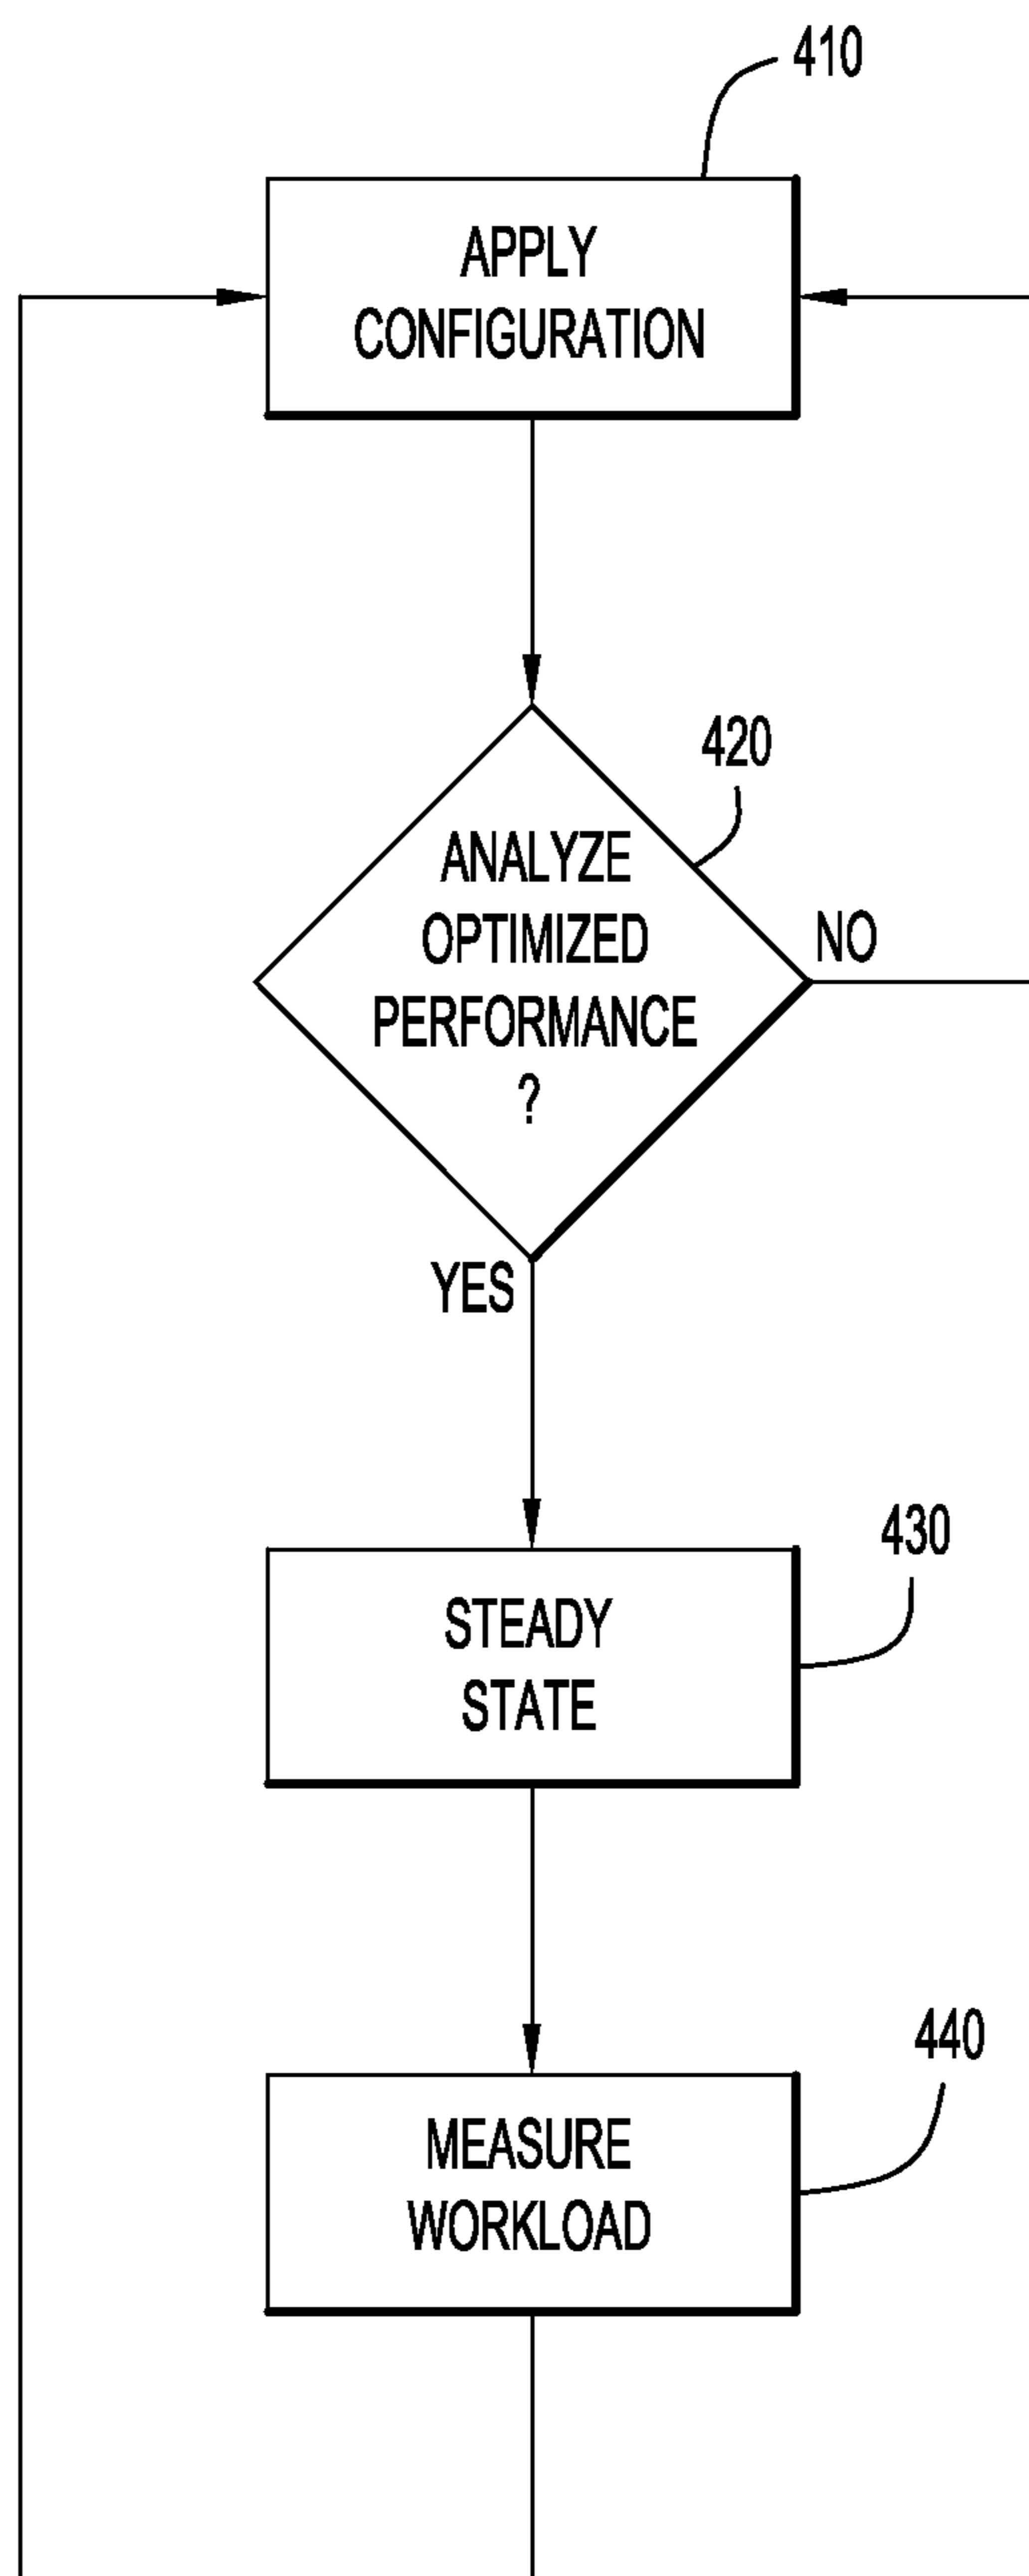 410
APPLY
CONFIGURATION
420
ANALYZE
OPTIMIZED
PERFORMANCE
?
NO
YES
430
STEADY
STATE
440
MEASURE
WORKLOAD